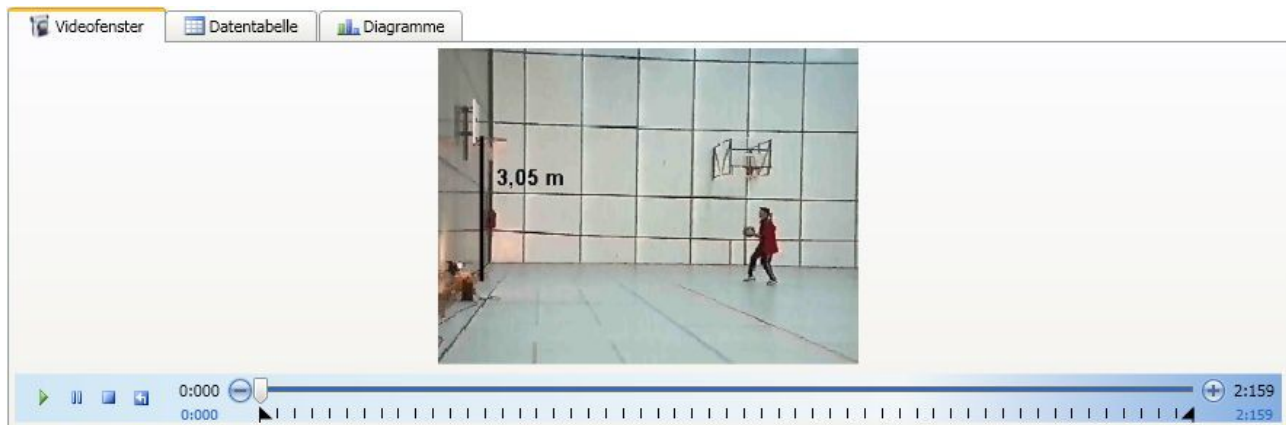 Videofenster
Datentabelle
Diagramme
3,05 m
0:000
2:159
0:000
2:159